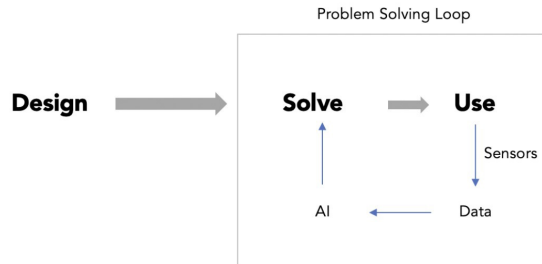 Problem Solving Loop
Design
Solve
Use
Sensors
AI
Data